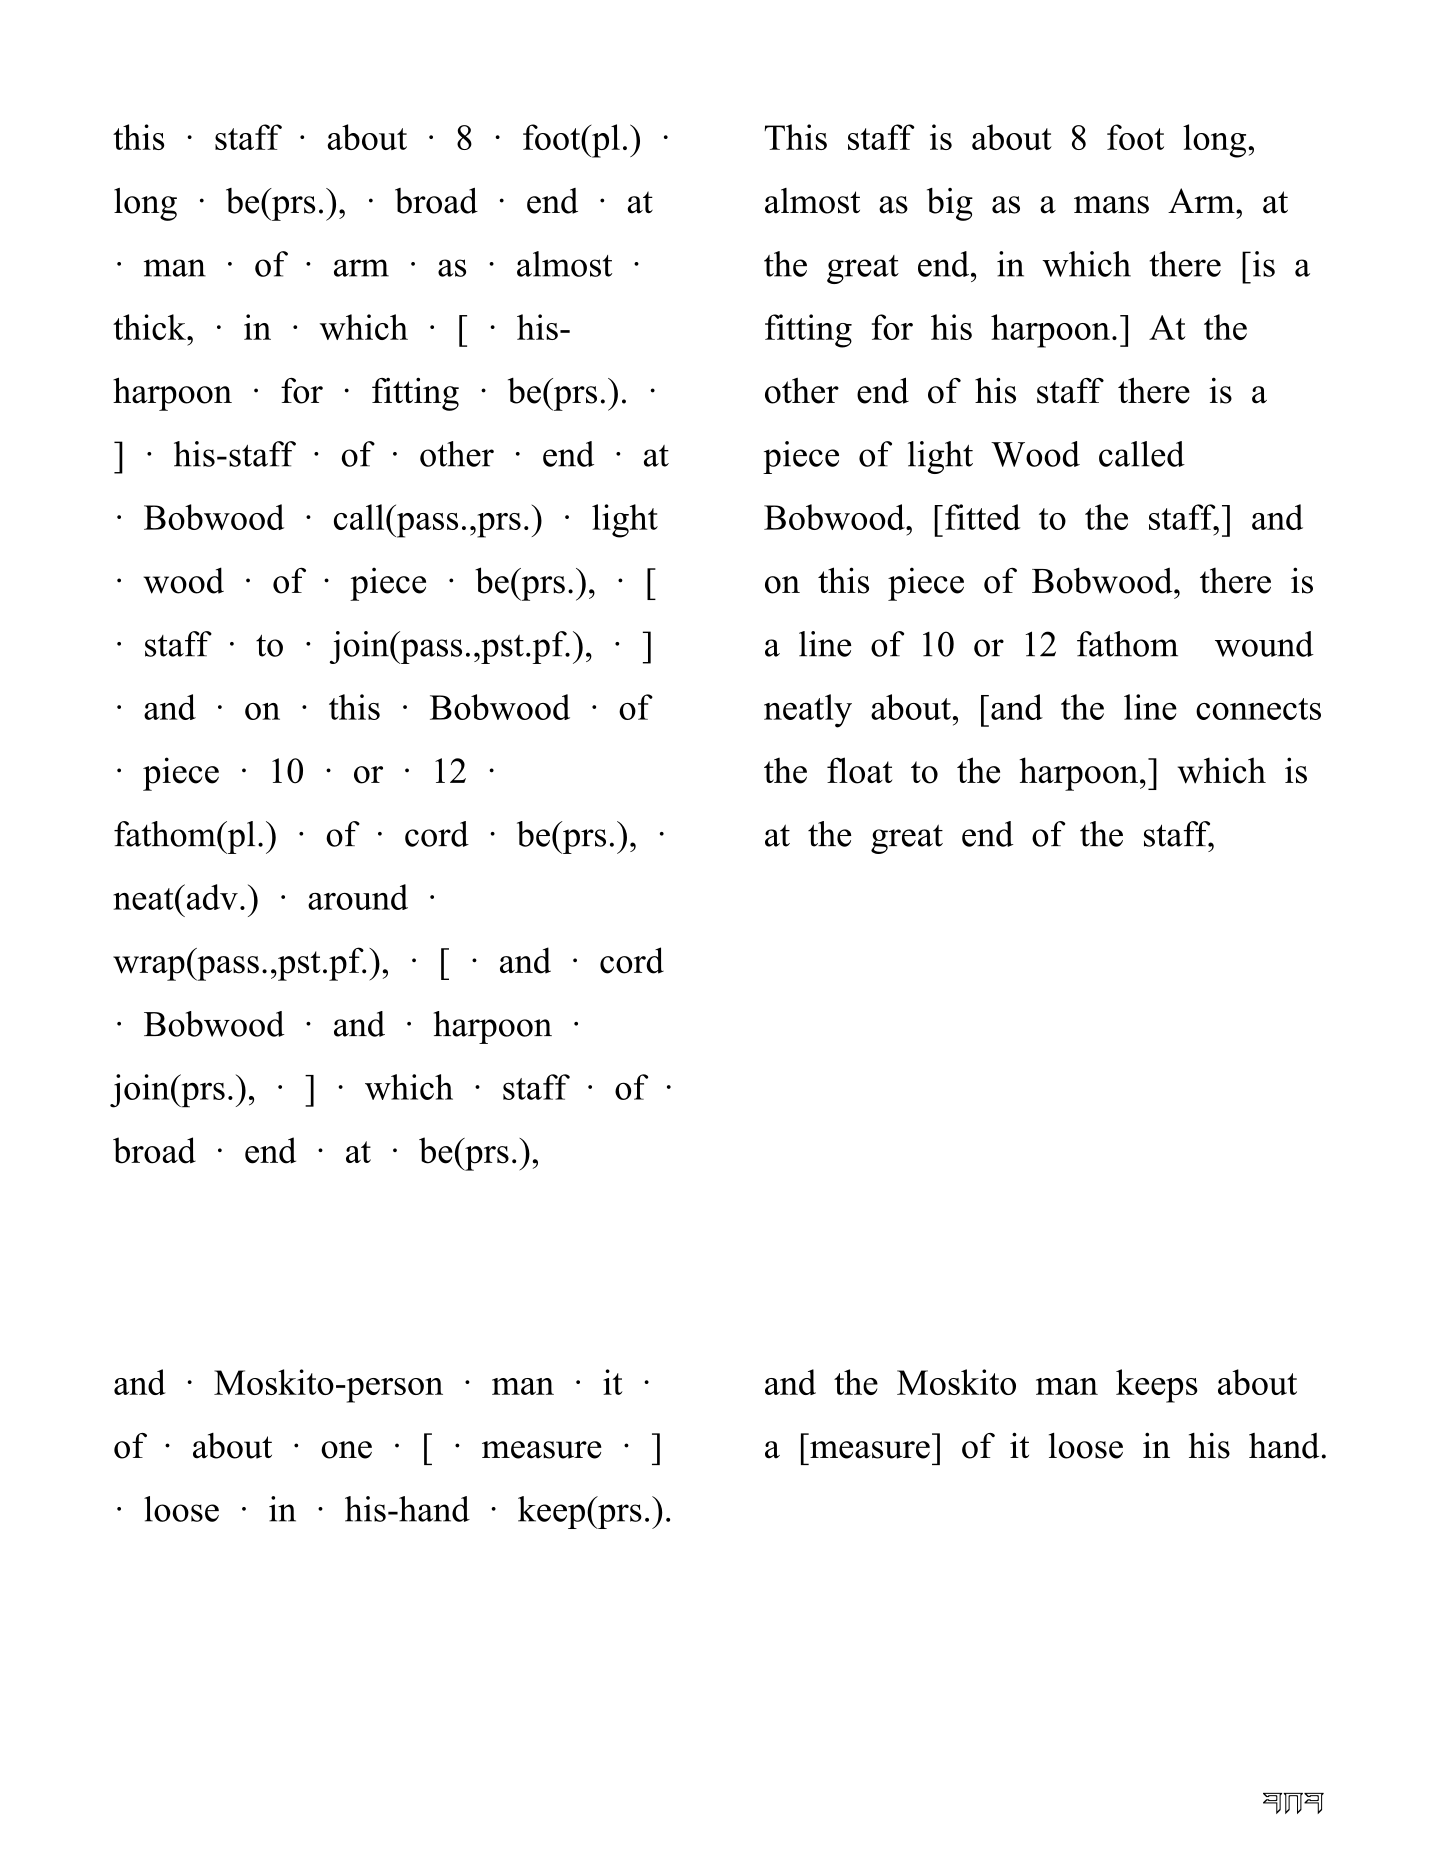 this · staff · about · 8 · foot(pl.) ·
long · be(prs.), · broad · end · at
· man · of · arm · as · almost ·
thick, · in · which · [ · his-
harpoon · for · fitting · be(prs.). ·
] · his-staff · of · other · end · at
· Bobwood · call(pass.,prs.) · light
· wood · of · piece · be(prs.), · [
· staff · to · join(pass.,pst.pf.), · ]
· and · on · this · Bobwood · of
· piece · 10 · or · 12 ·
fathom(pl.) · of · cord · be(prs.), ·
neat(adv.) · around ·
wrap(pass.,pst.pf.), · [ · and · cord
· Bobwood · and · harpoon ·
join(prs.), · ] · which · staff · of ·
broad · end · at · be(prs.),
This staff is about 8 foot long,
almost as big as a mans Arm, at
the great end, in which there [is a
fitting for his harpoon.] At the
other end of his staff there is a
piece of light Wood called
Bobwood, [fitted to the staff,] and
on this piece of Bobwood, there is
a line of 10 or 12 fathom wound
neatly about, [and the line connects
the float to the harpoon,] which is
at the great end of the staff,
and · Moskito-person · man · it ·
of · about · one · [ · measure · ]
· loose · in · his-hand · keep(prs.).
and the Moskito man keeps about
a [measure] of it loose in his hand.